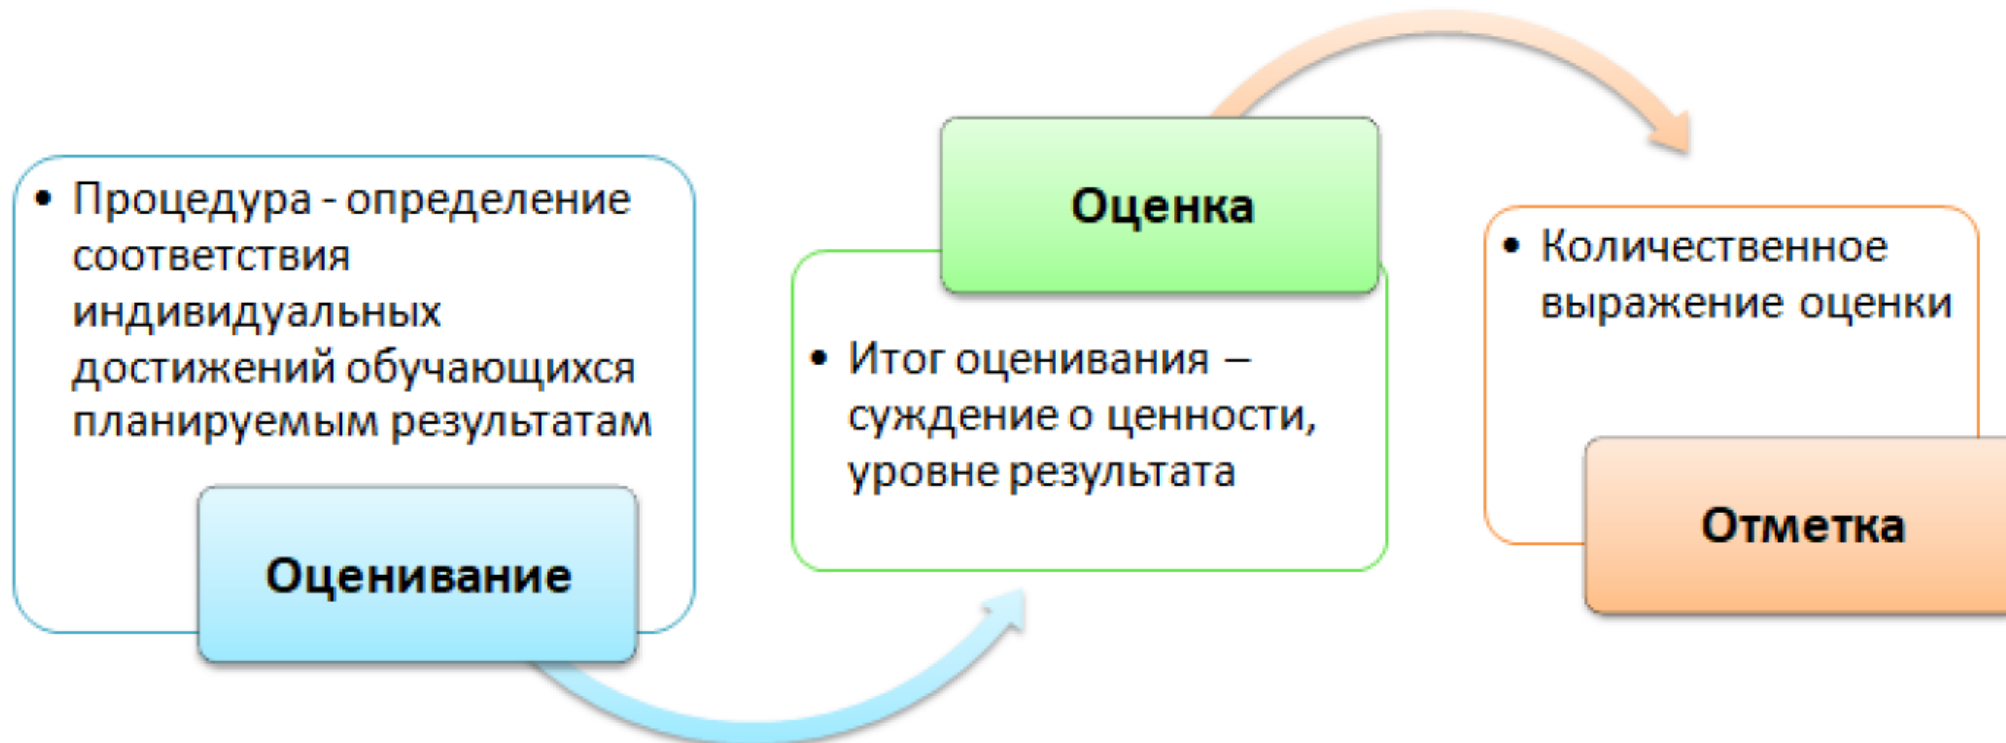 • Процедура - определение
соответствия
индивидуальных
достижений обучающихся
планируемым результатам
Оценивание
Оценка
• Итог оценивания –
суждение о ценности,
уровне результата
• Количественное
выражение оценки
Отметка